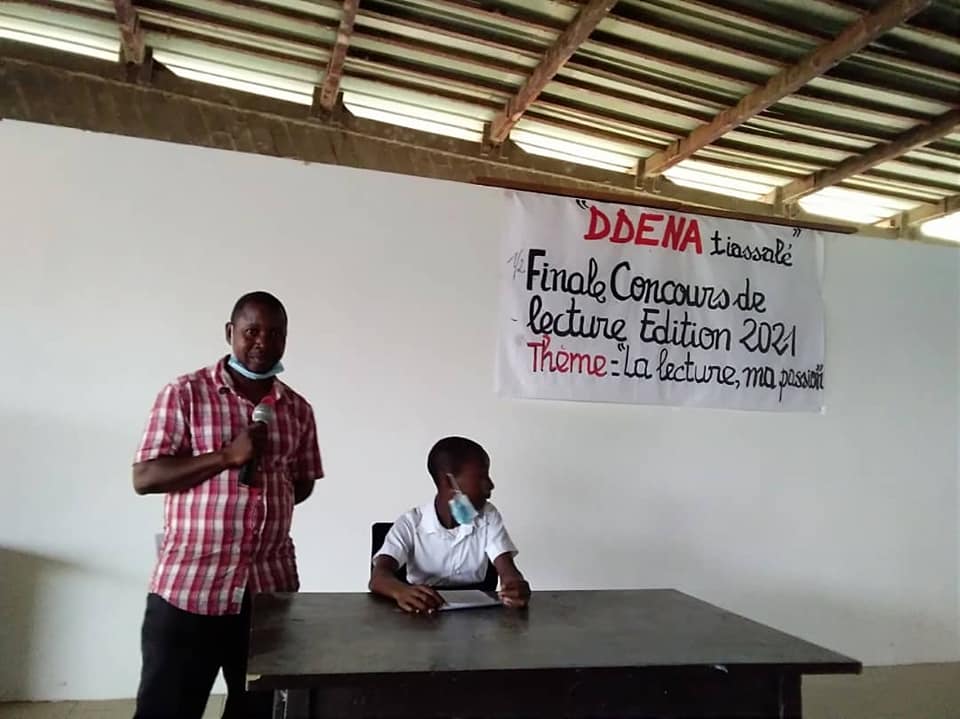 "DDENA tiassalé"
1/2 Finale Concours de
lecture Edition 2021
Thème = "La lecture, ma passion